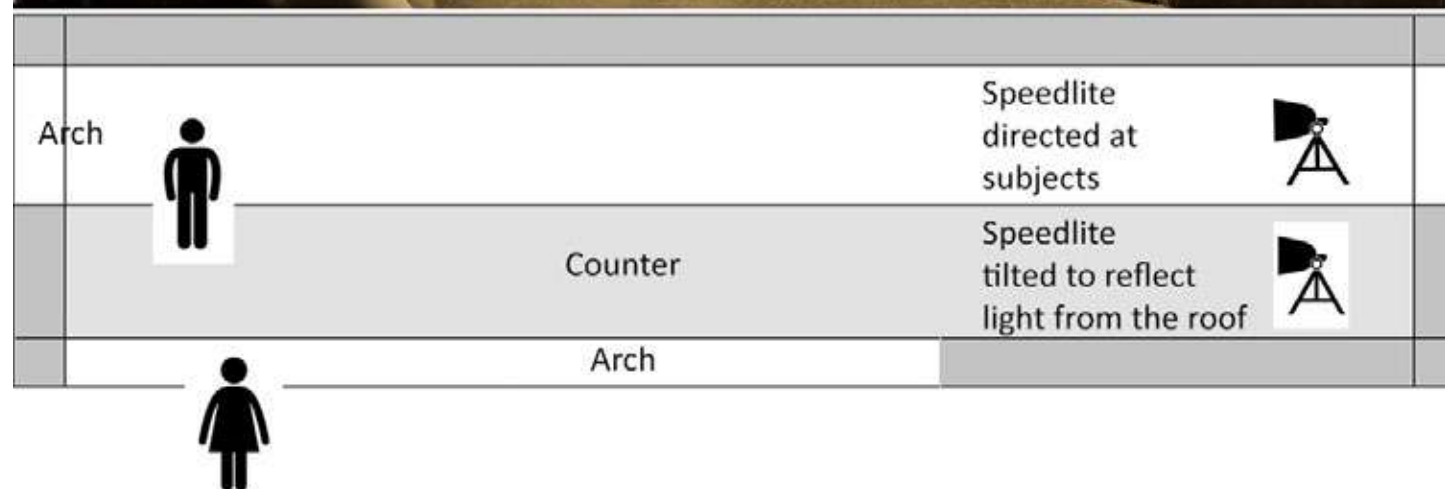 Speedlite
directed at
subjects
Arch
Speedlite
tilted to reflect
light from the roof
Counter
Arch